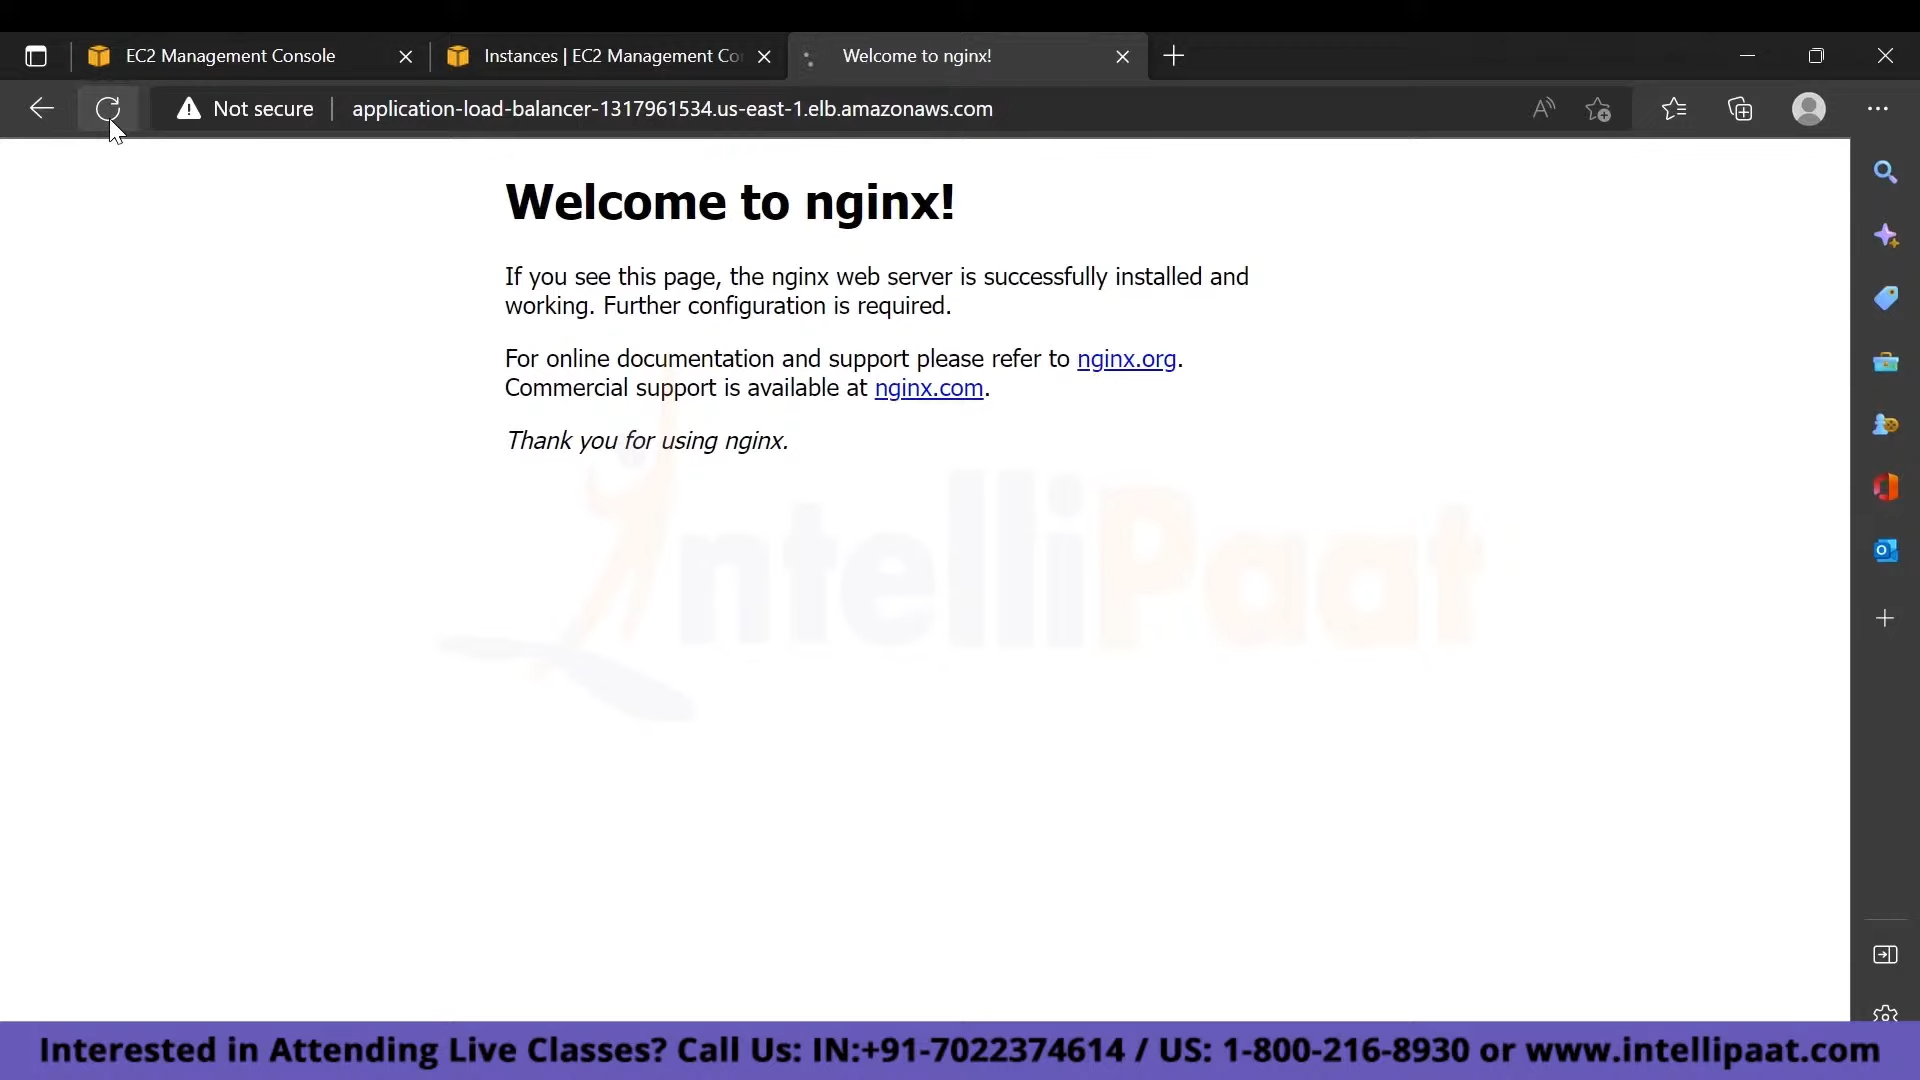 EC2 Management Console
Instances | EC2 Management Co
Welcome to nginx!
Not secure
application-load-balancer-1317961534.us-east-1.elb.amazonaws.com
Welcome to nginx!
If you see this page, the nginx web server is successfully installed and
working. Further configuration is required.
For online documentation and support please refer to nginx.org.
Commercial support is available at nginx.com.
Thank you for using nginx.
IntelliPaat
Interested in Attending Live Classes? Call Us: IN:+91-7022374614 / US: 1-800-216-8930 or www.intellipaat.com